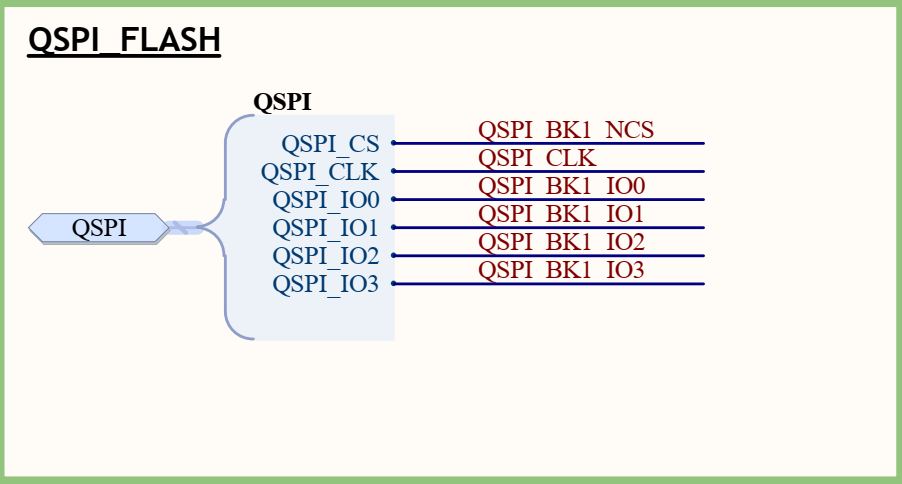 QSPI_FLASH
QSPI
QSPI_CS QSPI_BK1_NCS
QSPI_CLK QSPI_CLK
QSPI_IO0 QSPI_BK1_IO0
QSPI QSPI_IO1 QSPI_BK1_IO1
QSPI_IO2 QSPI_BK1_IO2
QSPI_IO3 QSPI_BK1_IO3